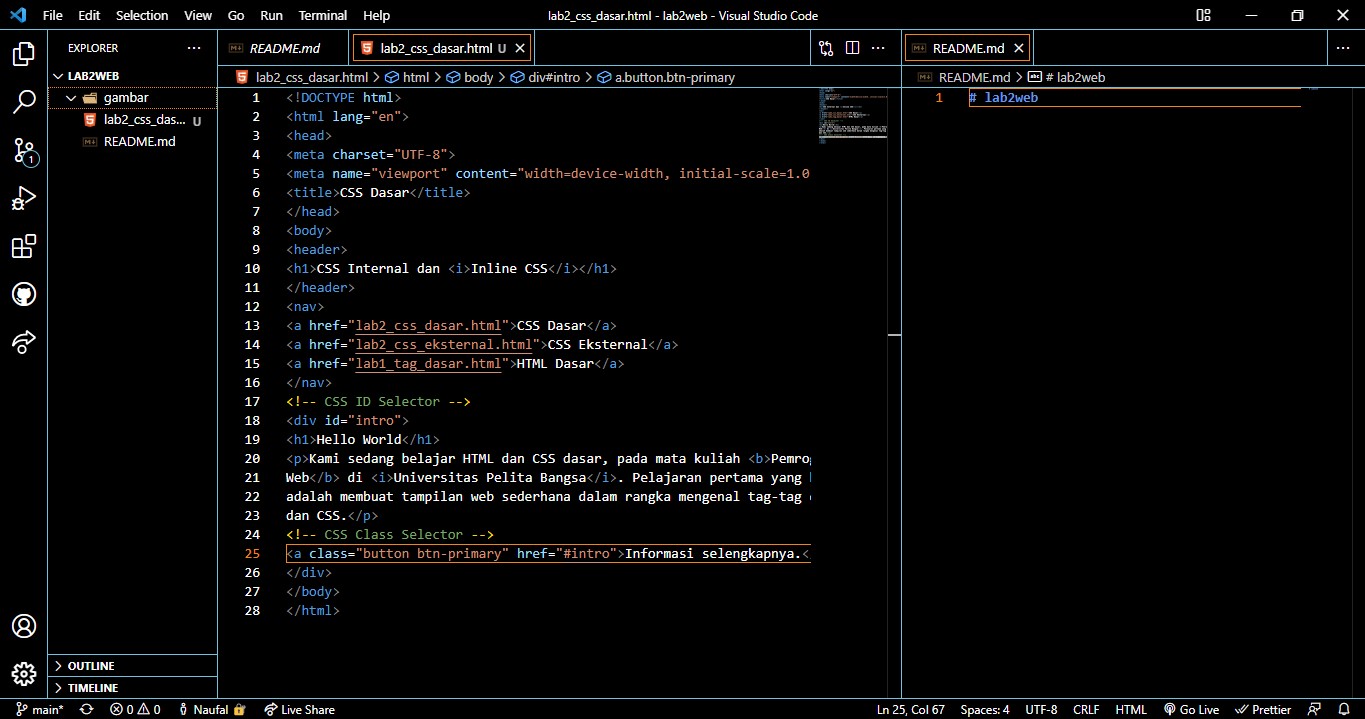 File Edit Selection View Go Run Terminal Help lab2_css_dasar.html - lab2web - Visual Studio Code
EXPLORER
LAB2WEB
gambar
lab2_css_das... U
README.md
OUTLINE
TIMELINE
1
README.md lab2_css_dasar.html U
lab2_css_dasar.html > html > body > div#intro > a.button.btn-primary
1 <!DOCTYPE html>
2 <html lang="en">
3 <head>
4 <meta charset="UTF-8">
5 <meta name="viewport" content="width=device-width, initial-scale=1.0
6 <title>CSS Dasar</title>
7 </head>
8 <body>
9 <header>
10 <h1>CSS Internal dan <i>Inline CSS</i></h1>
11 </header>
12 <nav>
13 <a href="lab2_css_dasar.html">CSS Dasar</a>
14 <a href="lab2_css_eksternal.html">CSS Eksternal</a>
15 <a href="lab1_tag_dasar.html">HTML Dasar</a>
16 </nav>
17 <!-- CSS ID Selector -->
18 <div id="intro">
19 <h1>Hello World</h1>
20 <p>Kami sedang belajar HTML dan CSS dasar, pada mata kuliah <b>Pemrog
21 Web</b> di <i>Universitas Pelita Bangsa</i>. Pelajaran pertama yang
22 adalah membuat tampilan web sederhana dalam rangka mengenal tag-tag
23 dan CSS.</p>
24 <!-- CSS Class Selector -->
25 <a class="button btn-primary" href="#intro">Informasi selengkapnya.<
26 </div>
27 </body>
28 </html>
README.md
README.md > # lab2web
1 # lab2web
main* 0 0 Naufal Live Share Ln 25, Col 67 Spaces: 4 UTF-8 CRLF HTML Go Live Prettier